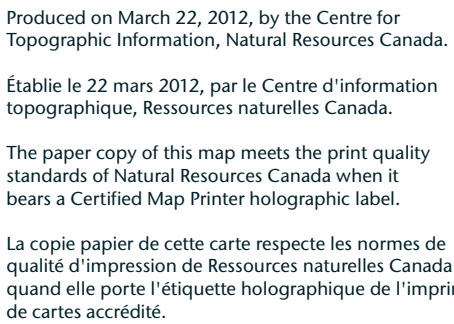 Produced on March 22, 2012, by the Centre for
Topographic Information, Natural Resources Canada.
Établie le 22 mars 2012, par le Centre d'information
topographique, Ressources naturelles Canada.
The paper copy of this map meets the print quality
standards of Natural Resources Canada when it
bears a Certified Map Printer holographic label.
La copie papier de cette carte respecte les normes de
qualité d'impression de Ressources naturelles Canada
quand elle porte l'étiquette holographique de
de cartes accrédité.